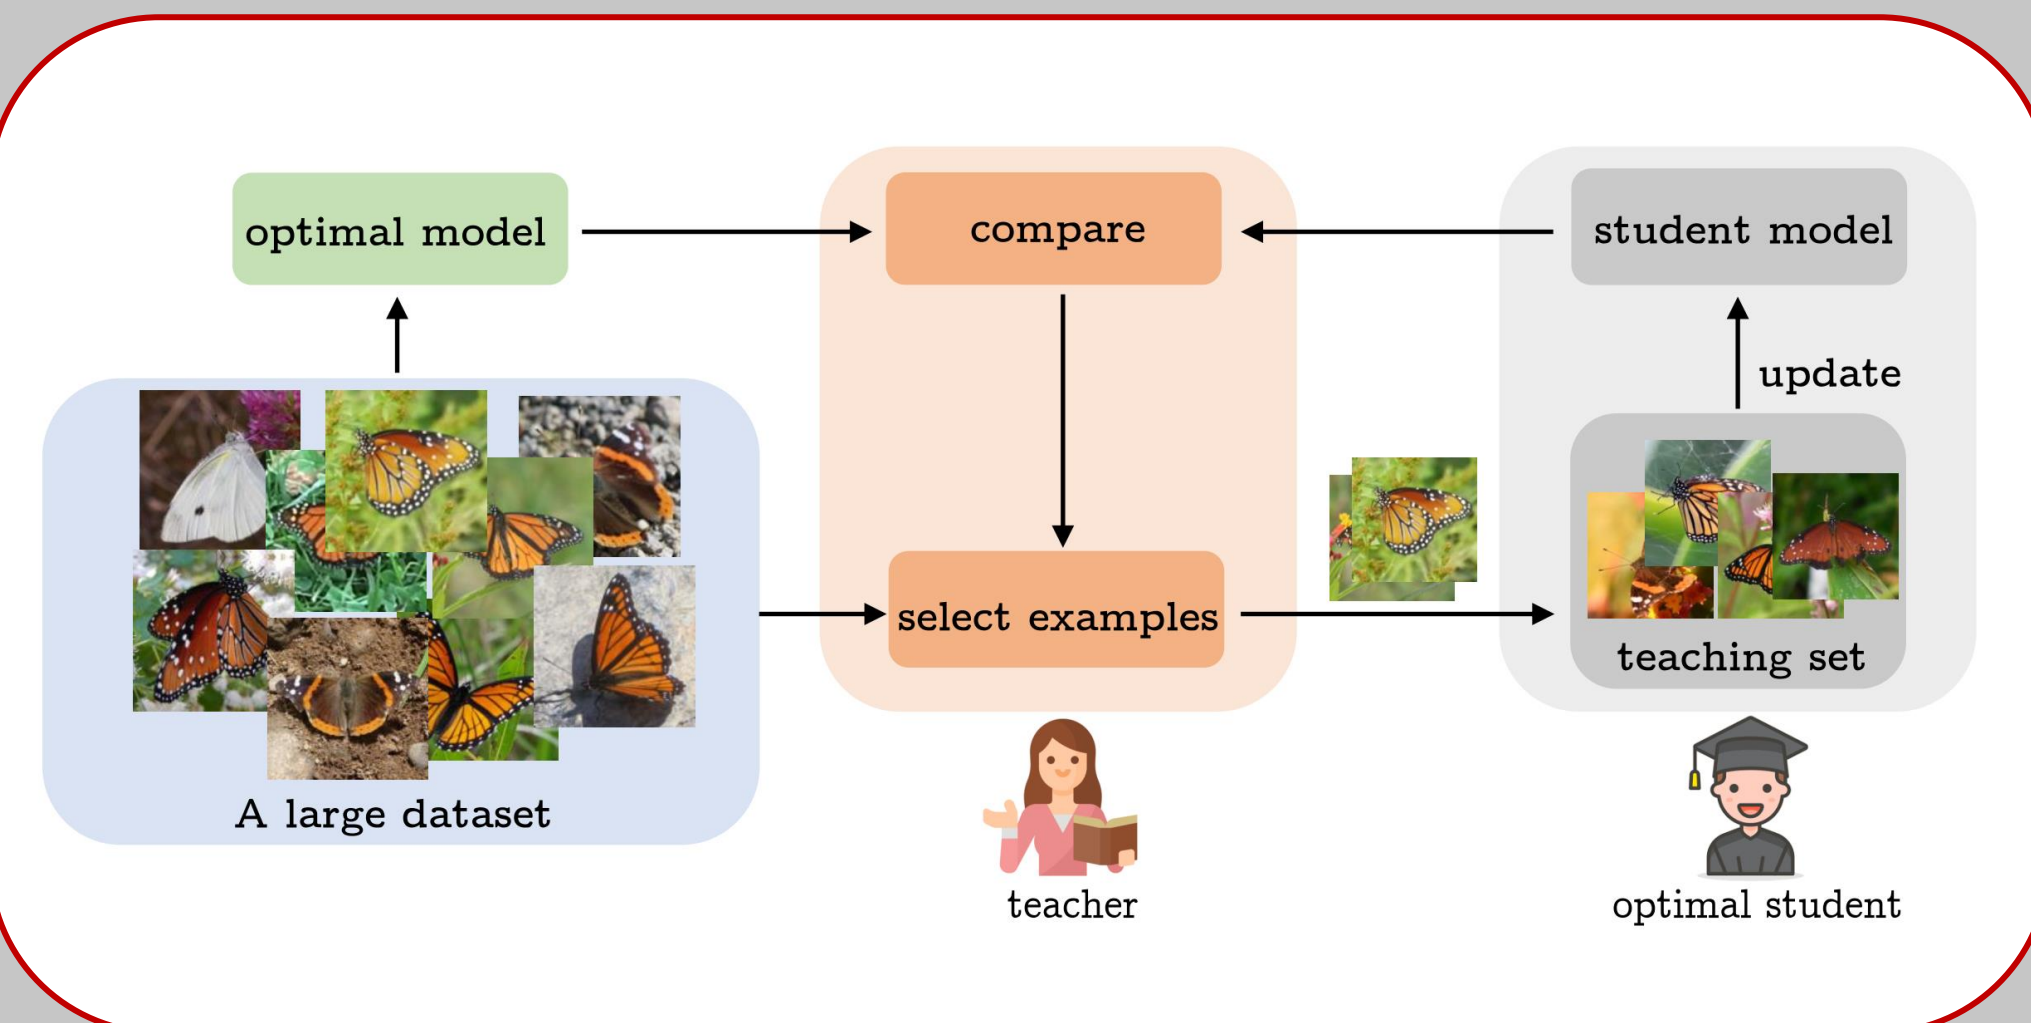 optimal model
compare
student model
update
select examples
teaching set
A large dataset
teacher
optimal student